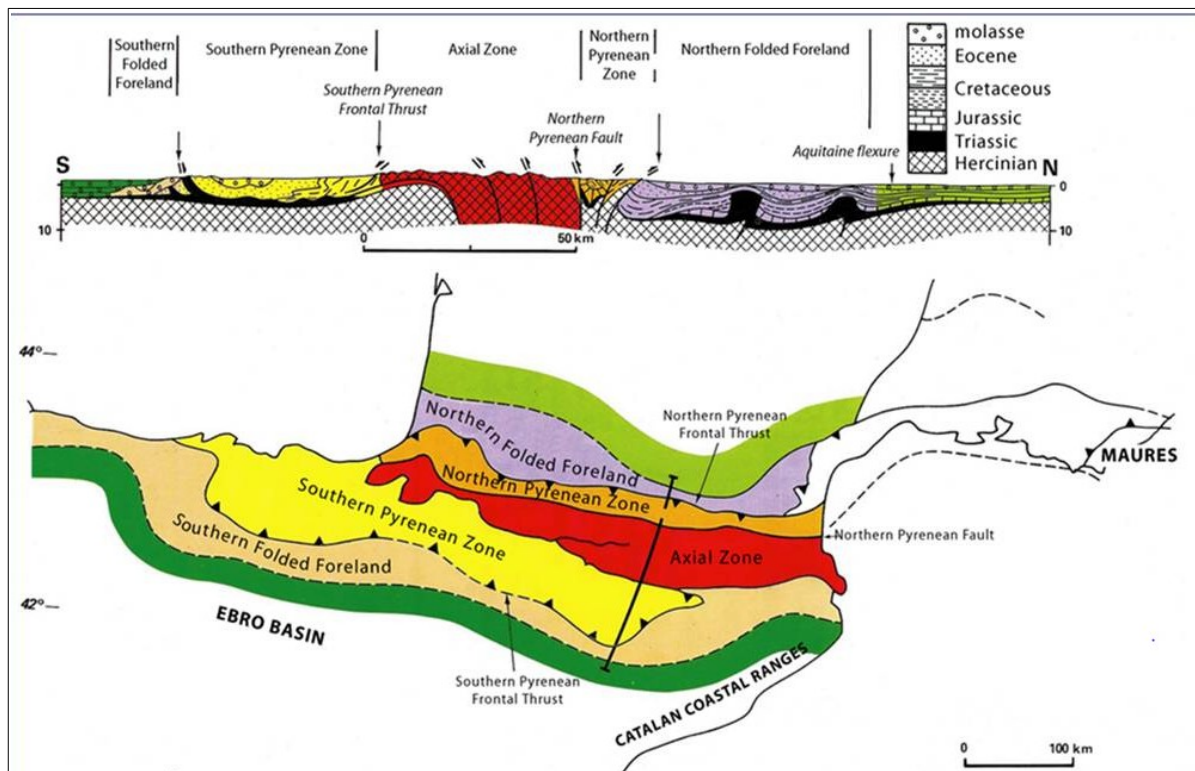 Southern
Folded
Foreland
Southern Pyrenean Zone
Axial Zone
Northern
Pyrenean
Zone
Northern Folded Foreland
molasse
Eocene
Cretaceous
Jurassic
Triassic
Hercinian
Southern Pyrenean
Frontal Thrust
Northern
Pyrenean Fault
Aquitaine flexure
S
N
0
10
10
0
50 km
44°
42°
Northern Folded Foreland
Northern Pyrenean
Frontal Thrust
MAURES
Northern Pyrenean Zone
Southern Pyrenean Zone
Axial Zone
Northern Pyrenean Fault
Southern Folded Foreland
EBRO BASIN
Southern Pyrenean
Frontal Thrust
CATALAN COASTAL RANGES
0
100 km